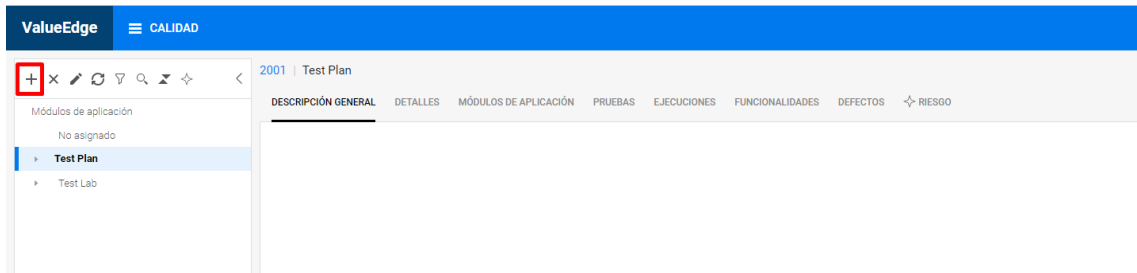 ValueEdge CALIDAD
2001 | Test Plan
DESCRIPCIÓN GENERAL DETALLES MÓDULOS DE APLICACIÓN PRUEBAS EJECUCIONES FUNCIONALIDADES DEFECTOS RIESGO
Módulos de aplicación
No asignado
Test Plan
Test Lab